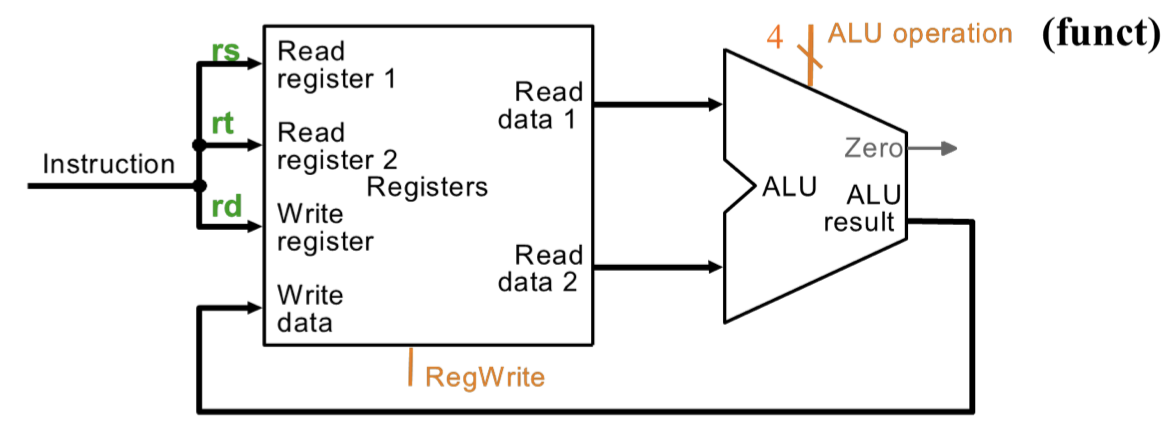 4 ALU operation (funct)
rs
Read
register 1
Read
data 1
rt
Read
register 2
Zero
Instruction
Registers
ALU
ALU
result
rd
Write
register
Read
data 2
Write
data
RegWrite